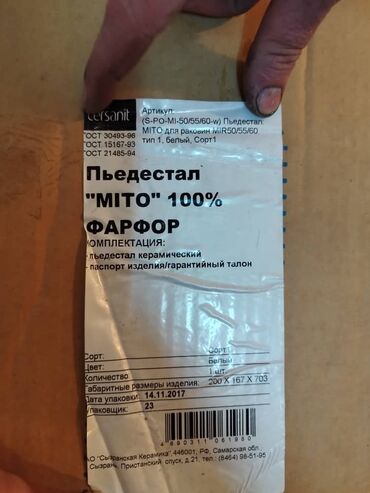 cersanit
Артикул
(S-PO-MI-50/55/60-w) Пьедестал:
MITO для раковин MIR50/55/60
тип 1, белый, Сорт1
ГОСТ 30493-96
ГОСТ 15167-93
ГОСТ 21485-94
Пьедестал
"MITO" 100%
ФАРФОР
КОМПЛЕКТАЦИЯ:
- пьедестал керамический
- паспорт изделия/гарантийный талон
Сорт: Сорт1
Цвет: Белый
Количество 1 шт.
Габаритные размеры изделия: 200 X 167 X 703
Дата упаковки: 14.11.2017
Упаковщик: 23
4 890311 061980
АО "Сызранская Керамика" 446001, РФ, Самарская обл.
Сызрань, Пристанский, спуск, д 21, тел.: (8464) 98-51-95